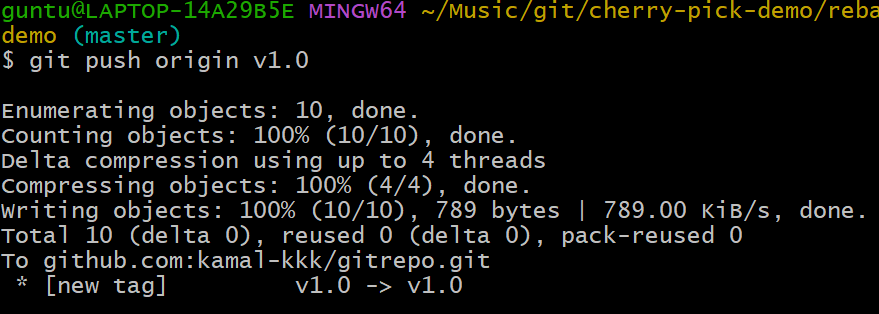 guntu@LAPTOP-14A29B5E MINGW64 ~/Music/git/cherry-pick-demo/reba
demo (master)
$ git push origin v1.0
Enumerating objects: 10, done.
Counting objects: 100% (10/10), done.
Delta compression using up to 4 threads
Compressing objects: 100% (4/4), done.
Writing objects: 100% (10/10), 789 bytes | 789.00 KiB/s, done.
Total 10 (delta 0), reused 0 (delta 0), pack-reused 0
To github.com:kamal-kkk/gitrepo.git
 * [new tag]         v1.0 -> v1.0